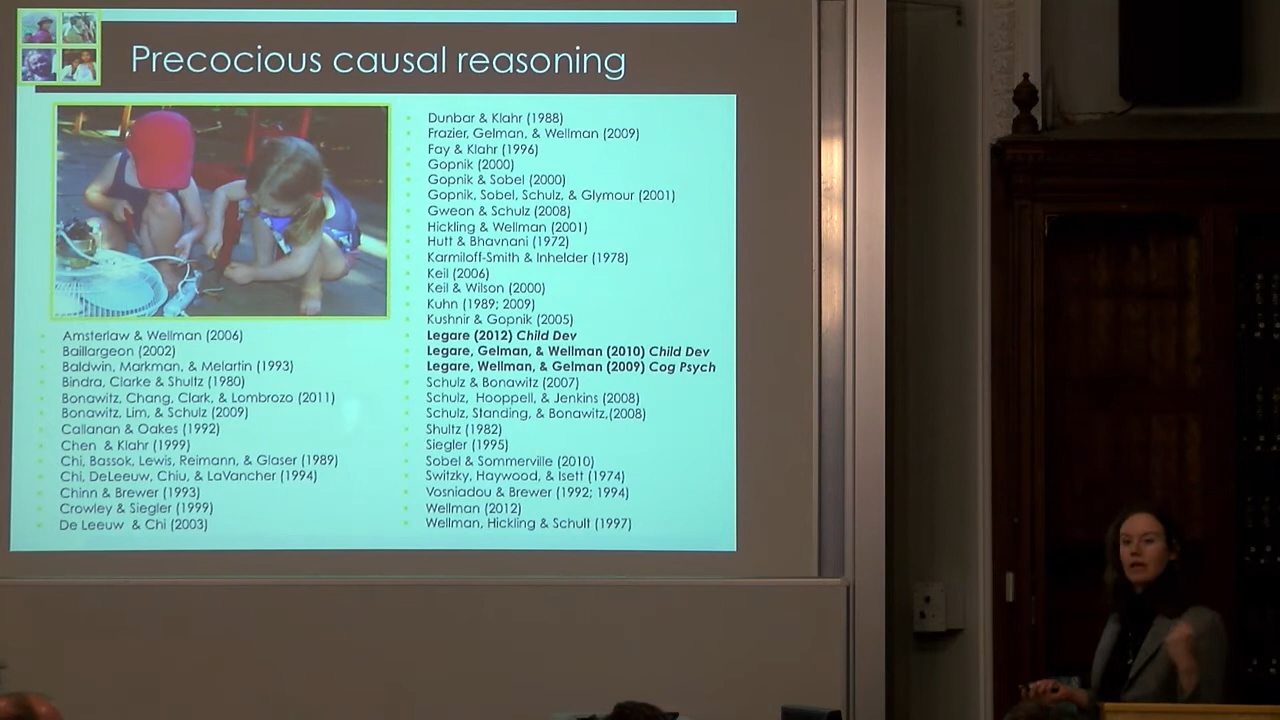 Precocious causal reasoning
Amsterlaw & Wellman (2006)
Baillargeon (2002)
Baldwin, Markman, & Melartin (1993)
Bindra, Clarke & Shultz (1980)
Bonawitz, Chang, Clark, & Lombrozo (2011)
Bonawitz, Lim, & Schulz (2009)
Callanan & Oakes (1992)
Chen & Klahr (1999)
Chi, Bassok, Lewis, Reimann, & Glaser (1989)
Chi, DeLeeuw, Chiu, & LaVancher (1994)
Chinn & Brewer (1993)
Crowley & Siegler (1999)
De Leeuw & Chi (2003)
Dunbar & Klahr (1988)
Frazier, Gelman, & Wellman (2009)
Fay & Klahr (1996)
Gopnik (2000)
Gopnik & Sobel (2000)
Gopnik, Sobel, Schulz, & Glymour (2001)
Gweon & Schulz (2008)
Hickling & Wellman (2001)
Hutt & Bhavnani (1972)
Karmiloff-Smith & Inhelder (1978)
Keil (2006)
Keil & Wilson (2000)
Kuhn (1989; 2009)
Kushnir & Gopnik (2005)
Legare (2012) Child Dev
Legare, Gelman, & Wellman (2010) Child Dev
Legare, Wellman, & Gelman (2009) Cog Psych
Schulz & Bonawitz (2007)
Schulz, Hooppell, & Jenkins (2008)
Schulz, Standing, & Bonawitz,(2008)
Shultz (1982)
Siegler (1995)
Sobel & Sommerville (2010)
Switzky, Haywood, & Isett (1974)
Vosniadou & Brewer (1992; 1994)
Wellman (2012)
Wellman, Hickling & Schult (1997)